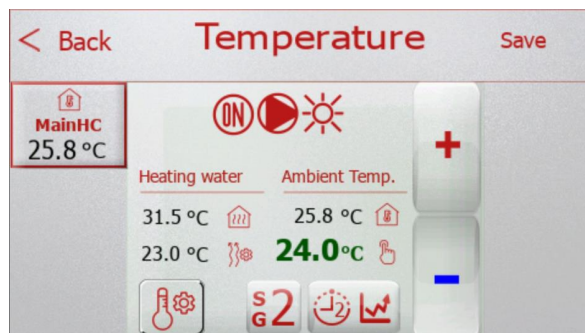 < Back Temperature Save
MainHC
25.8 °C
ON
Heating water Ambient Temp.
31.5 °C 25.8 °C
23.0 °C 24.0°C
+
-
S
G 2 2